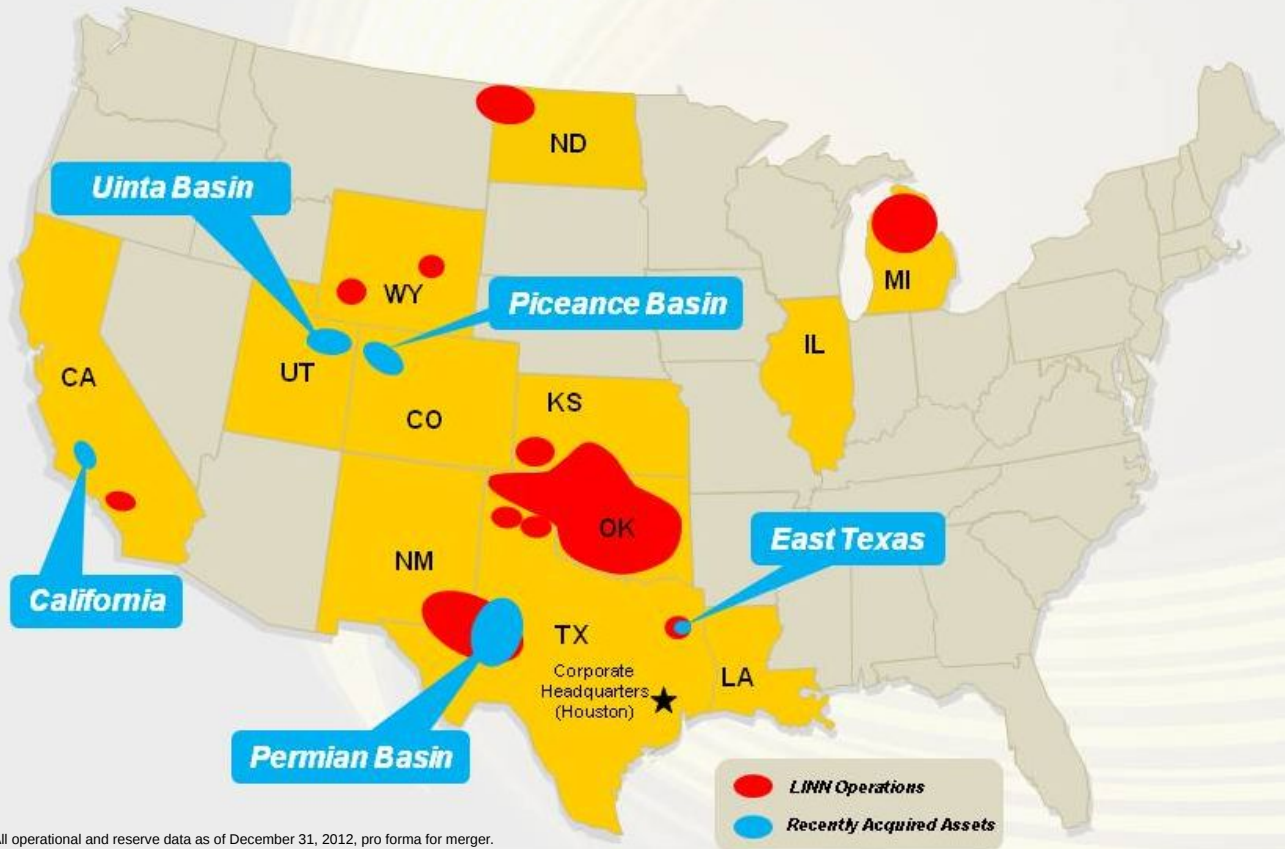 ND
Uinta Basin
WY
MI
Piceance Basin
IL
UT
CA
KS
CO
OK
East Texas
NM
California
TX
Corporate
Headquarters
(Houston)
LA
Permian Basin
LINN Operations
Recently Acquired Assets
All operational and reserve data as of December 31, 2012, pro forma for merger.